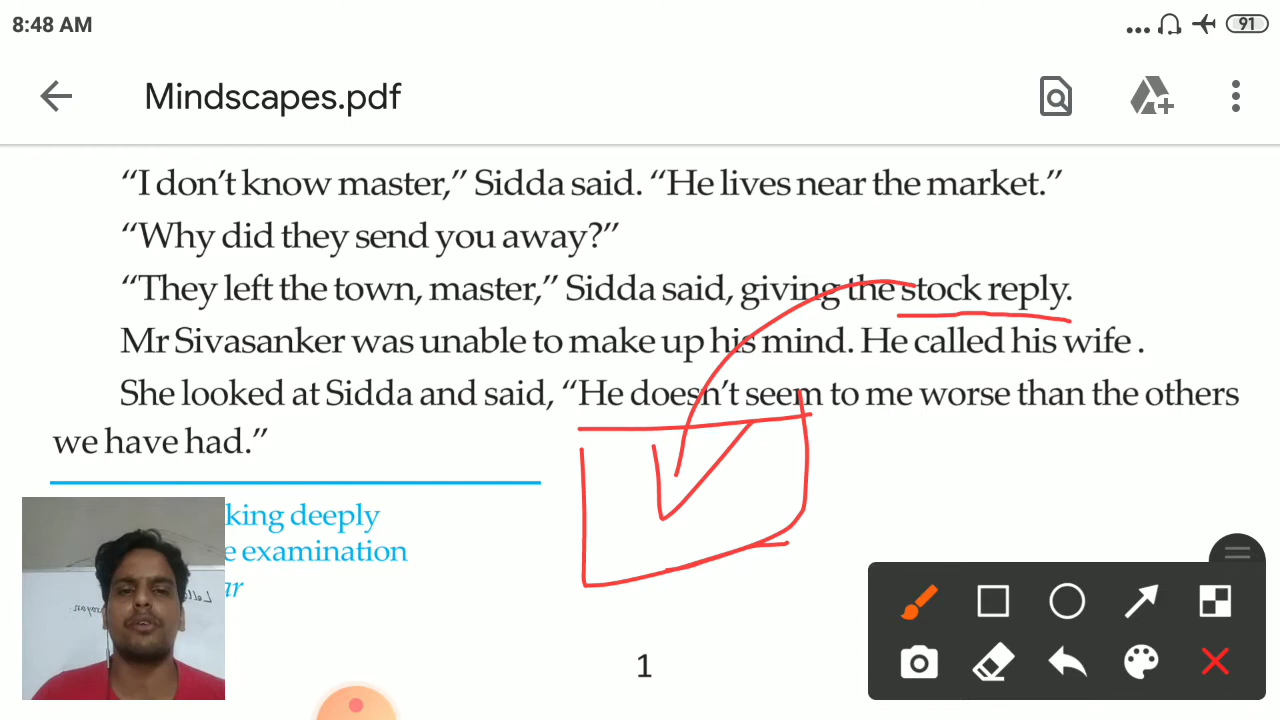 8:48 AM
91
Mindscapes.pdf
“I don’t know master,” Sidda said. “He lives near the market.”
“Why did they send you away?”
“They left the town, master,” Sidda said, giving the stock reply.
Mr Sivasanker was unable to make up his mind. He called his wife .
She looked at Sidda and said, “He doesn’t seem to me worse than the others
we have had.”
king deeply
e examination
ar
1